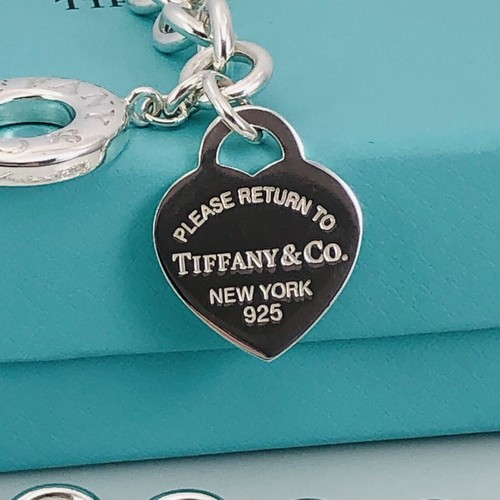 PLEASE RETURN TO
TIFFANY & CO.
NEW YORK
925